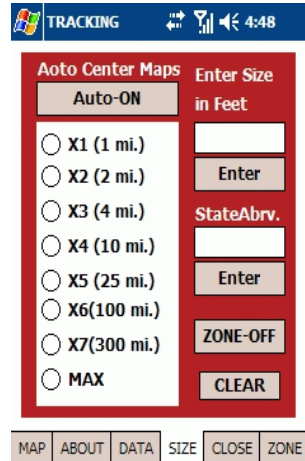 TRACKING 4:48
Aoto Center Maps
Auto-ON
X1 (1 mi.)
X2 (2 mi.)
X3 (4 mi.)
X4 (10 mi.)
X5 (25 mi.)
X6(100 mi.)
X7(300 mi.)
MAX
Enter Size
in Feet
Enter
StateAbrv.
Enter
ZONE-OFF
CLEAR
MAP ABOUT DATA SIZE CLOSE ZONE